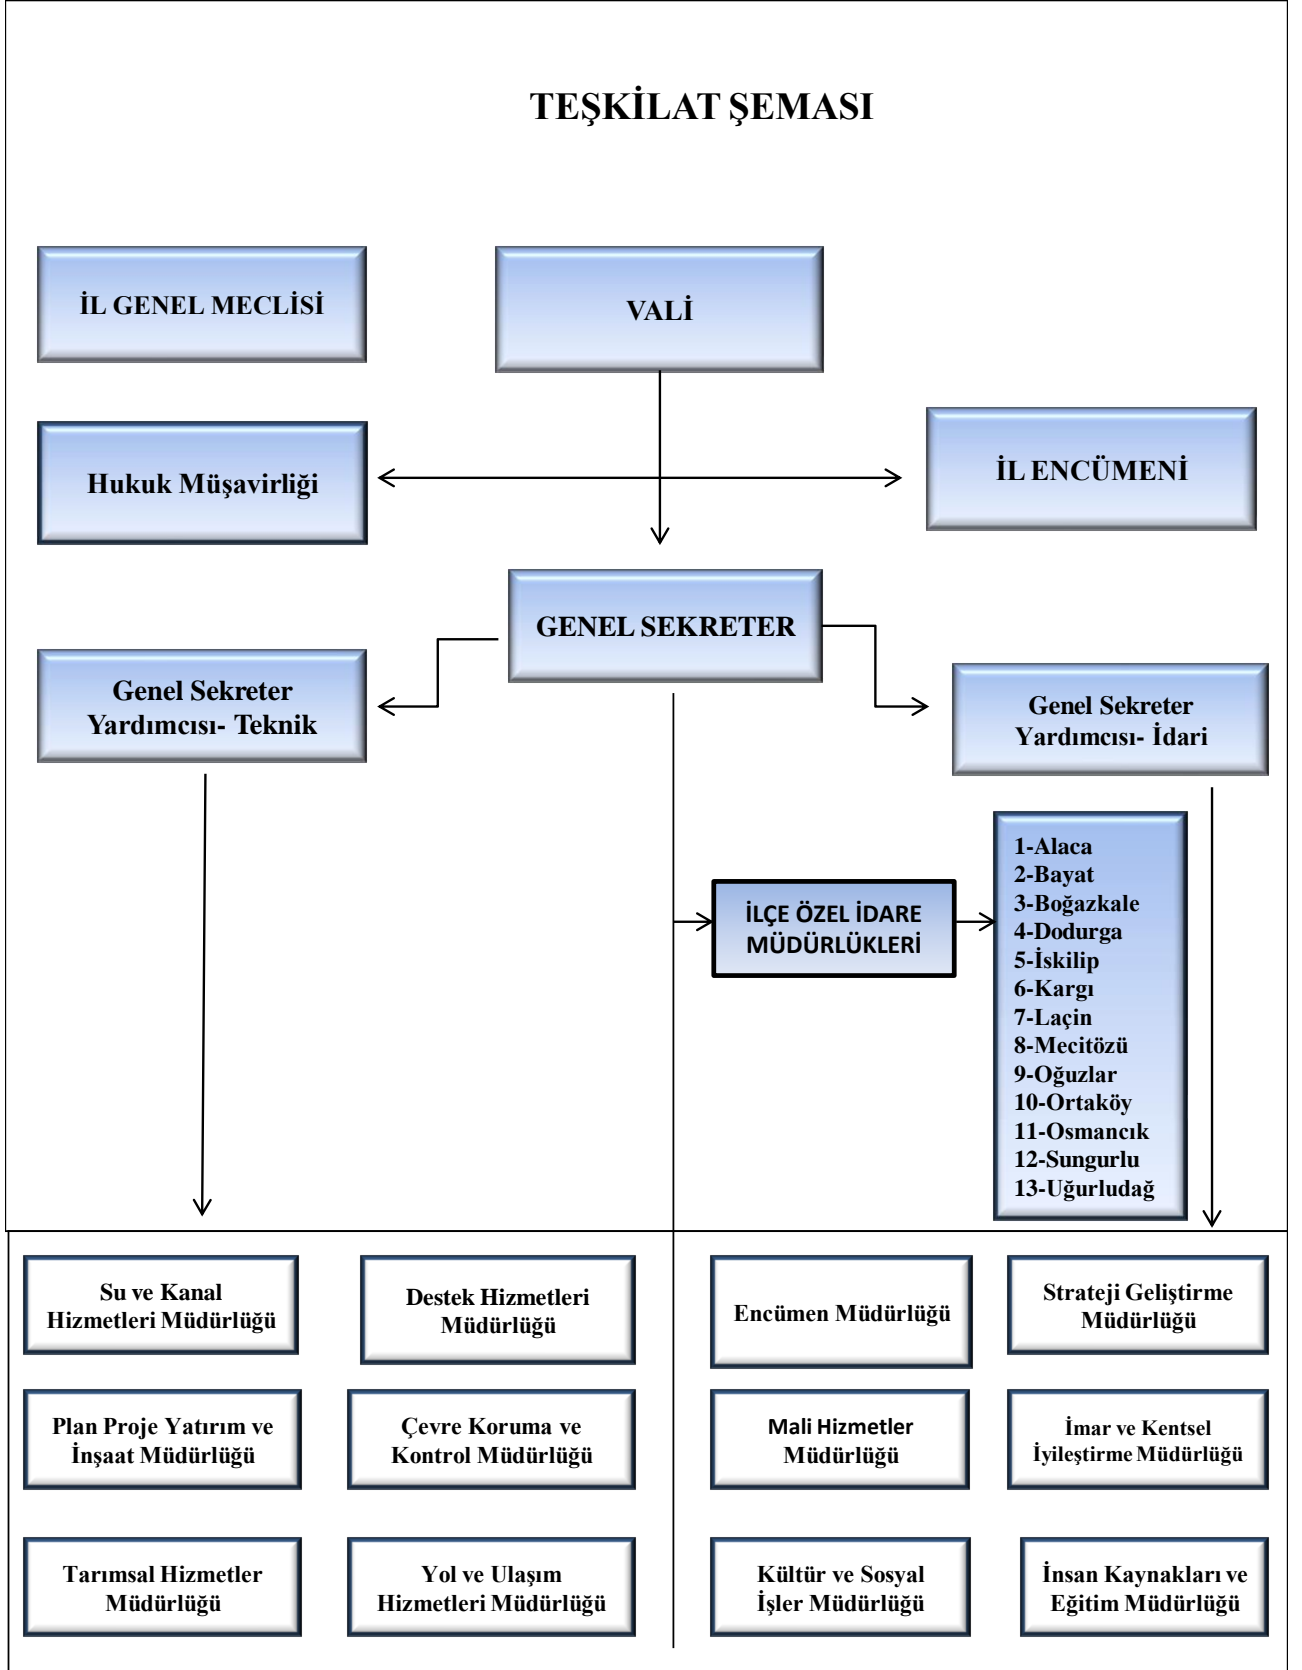 TEŞKİLAT ŞEMASI
İL GENEL MECLİSİ
VALİ
Hukuk Müşavirliği
İL ENCÜMENİ
GENEL SEKRETER
Genel Sekreter
Yardımcısı- Teknik
Genel Sekreter
Yardımcısı- İdari
İLÇE ÖZEL İDARE
MÜDÜRLÜKLERİ
1-Alaca
2-Bayat
3-Boğazkale
4-Dodurga
5-İskilip
6-Kargı
7-Laçin
8-Mecitözü
9-Oğuzlar
10-Ortaköy
11-Osmancık
12-Sungurlu
13-Uğurludağ
Su ve Kanal
Hizmetleri Müdürlüğü
Destek Hizmetleri
Müdürlüğü
Encümen Müdürlüğü
Strateji Geliştirme
Müdürlüğü
Plan Proje Yatırım ve
İnşaat Müdürlüğü
Çevre Koruma ve
Kontrol Müdürlüğü
Mali Hizmetler
Müdürlüğü
İmar ve Kentsel
İyileştirme Müdürlüğü
Tarımsal Hizmetler
Müdürlüğü
Yol ve Ulaşım
Hizmetleri Müdürlüğü
Kültür ve Sosyal
İşler Müdürlüğü
İnsan Kaynakları ve
Eğitim Müdürlüğü